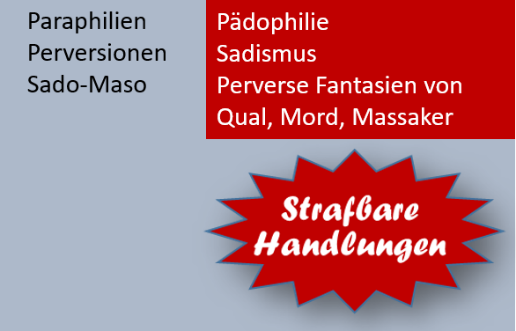 Paraphilien
Perversionen
Sado-Maso
Pädophilie
Sadismus
Perverse Fantasien von
Qual, Mord, Massaker
Strafbare
Handlungen